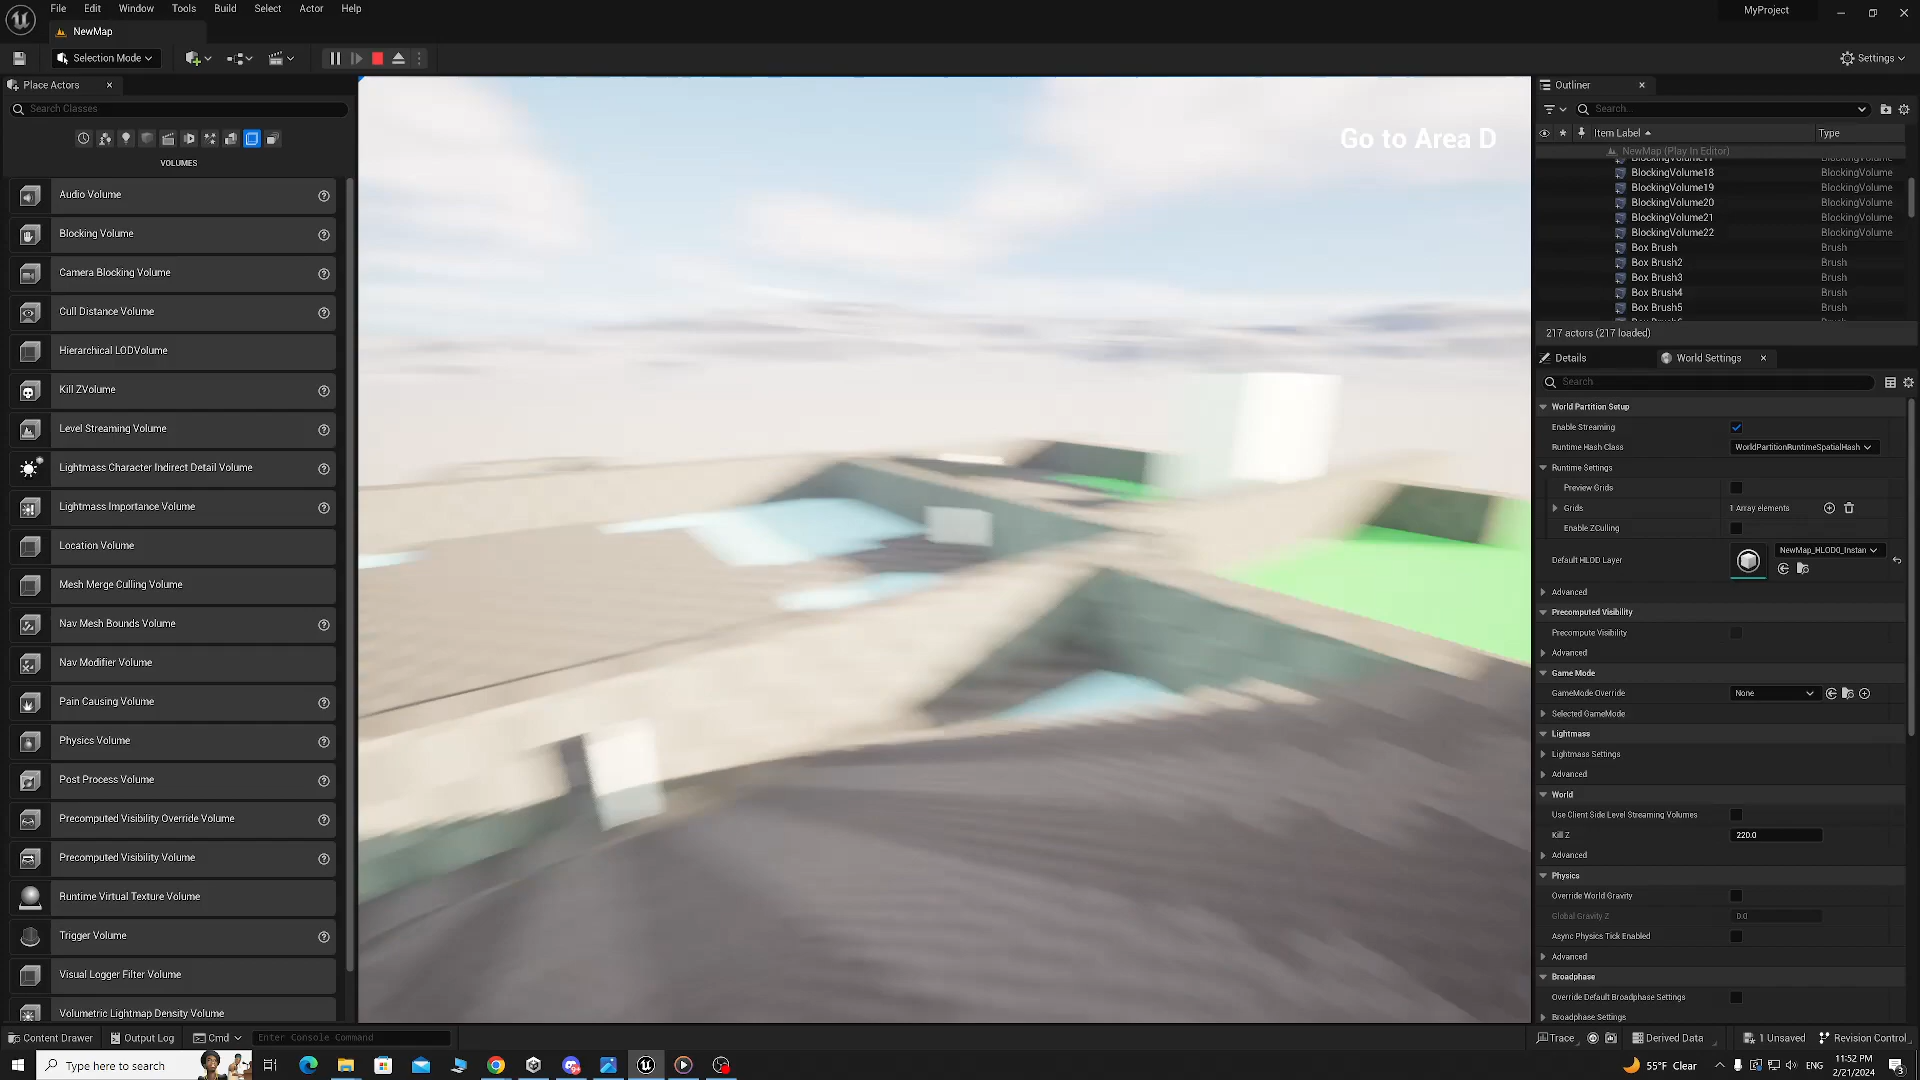 File Edit Window Tools Build Select Actor Help
MyProject
NewMap
Selection Mode
Settings
Place Actors
Search Classes
VOLUMES
Audio Volume
Blocking Volume
Camera Blocking Volume
Cull Distance Volume
Hierarchical LODVolume
Kill ZVolume
Level Streaming Volume
Lightmass Character Indirect Detail Volume
Lightmass Importance Volume
Location Volume
Mesh Merge Culling Volume
Nav Mesh Bounds Volume
Nav Modifier Volume
Pain Causing Volume
Physics Volume
Post Process Volume
Precomputed Visibility Override Volume
Precomputed Visibility Volume
Runtime Virtual Texture Volume
Trigger Volume
Visual Logger Filter Volume
Volumetric Lightmap Density Volume
Go to Area D
Outliner
Search...
Item Label Type
NewMap (Play In Editor)
BlockingVolume17 BlockingVolume
BlockingVolume18 BlockingVolume
BlockingVolume19 BlockingVolume
BlockingVolume20 BlockingVolume
BlockingVolume21 BlockingVolume
BlockingVolume22 BlockingVolume
Box Brush Brush
Box Brush2 Brush
Box Brush3 Brush
Box Brush4 Brush
Box Brush5 Brush
217 actors (217 loaded)
Details World Settings
Search
World Partition Setup
Enable Streaming
Runtime Hash Class WorldPartitionRuntimeSpatialHash
Runtime Settings
Preview Grids
Grids 1 Array elements
Enable ZCulling
Default HLOD Layer NewMap_HLOD0_Instan
Advanced
Precomputed Visibility
Precompute Visibility
Advanced
Game Mode
GameMode Override None
Selected GameMode
Lightmass
Lightmass Settings
Advanced
World
Use Client Side Level Streaming Volumes
Kill Z 220.0
Advanced
Physics
Override World Gravity
Global Gravity Z 0.0
Async Physics Tick Enabled
Advanced
Broadphase
Override Default Broadphase Settings
Broadphase Settings
Content Drawer Output Log Cmd Enter Console Command
Trace Derived Data 1 Unsaved Revision Control
Type here to search
55°F Clear ENG 11:52 PM
2/21/2024
3